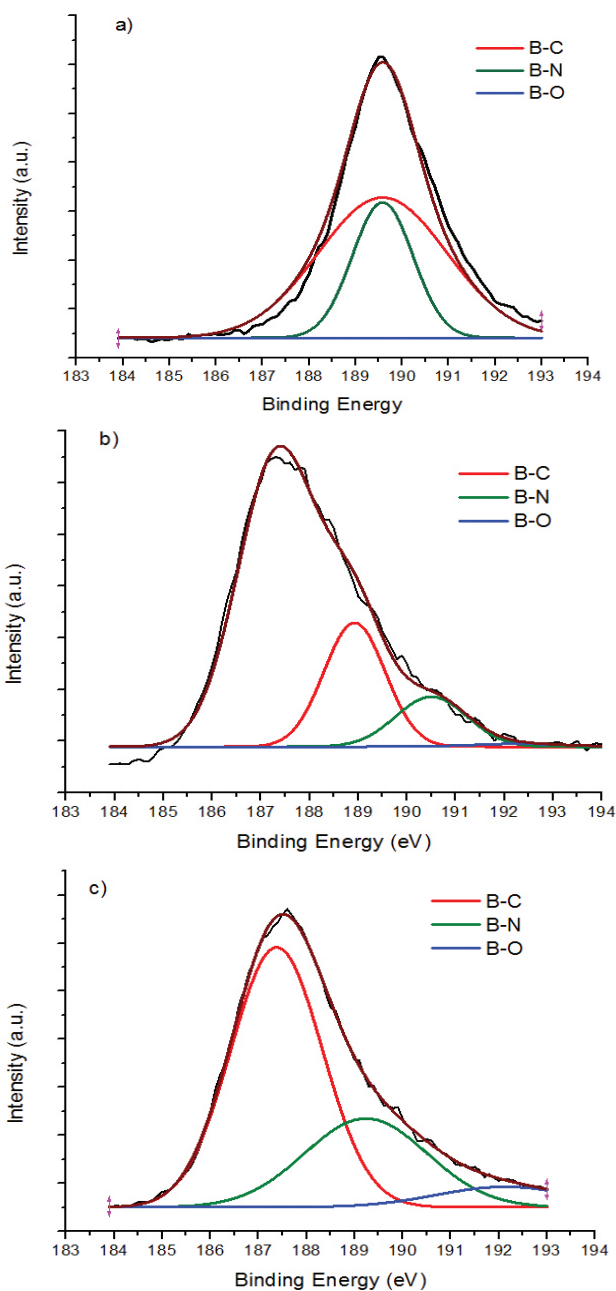 a)
B-C
B-N
B-O
Intensity (a.u.)
183 184 185 186 187 188 189 190 191 192 193 194
Binding Energy
b)
B-C
B-N
B-O
Intensity (a.u.)
183 184 185 186 187 188 189 190 191 192 193 194
Binding Energy (eV)
c)
B-C
B-N
B-O
Intensity (a.u.)
183 184 185 186 187 188 189 190 191 192 193 194
Binding Energy (eV)